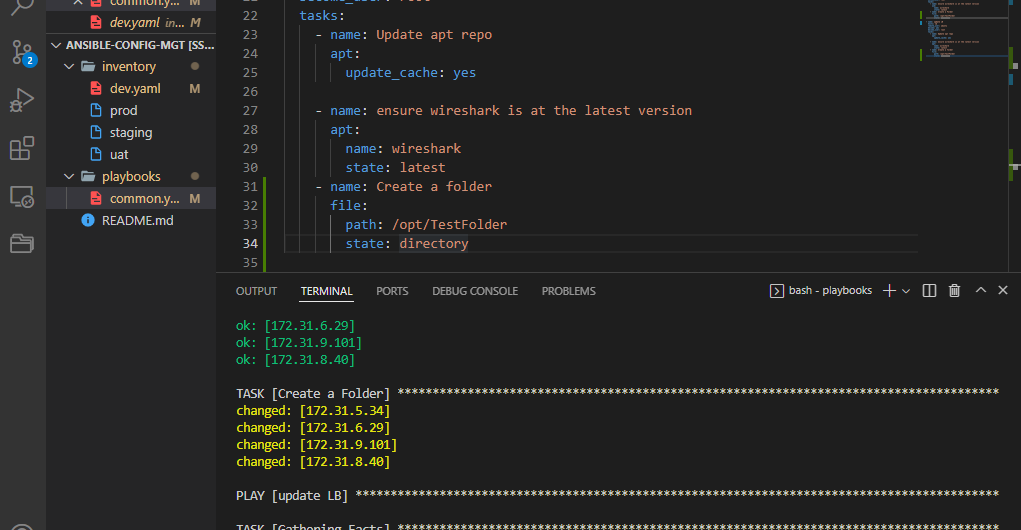 common.y... M
dev.yaml in... M
ANSIBLE-CONFIG-MGT [SS...
inventory
dev.yaml M
prod
staging
uat
playbooks
common.y... M
README.md
2
22 tasks:
23 - name: Update apt repo
24 apt:
25 update_cache: yes
26
27 - name: ensure wireshark is at the latest version
28 apt:
29 name: wireshark
30 state: latest
31 - name: Create a folder
32 file:
33 path: /opt/TestFolder
34 state: directory
35
OUTPUT TERMINAL PORTS DEBUG CONSOLE PROBLEMS bash - playbooks
ok: [172.31.6.29]
ok: [172.31.9.101]
ok: [172.31.8.40]
TASK [Create a Folder] **************************************************************************************
changed: [172.31.5.34]
changed: [172.31.6.29]
changed: [172.31.9.101]
changed: [172.31.8.40]
PLAY [update LB] ********************************************************************************************
TASK [Gathering Facts] **************************************************************************************